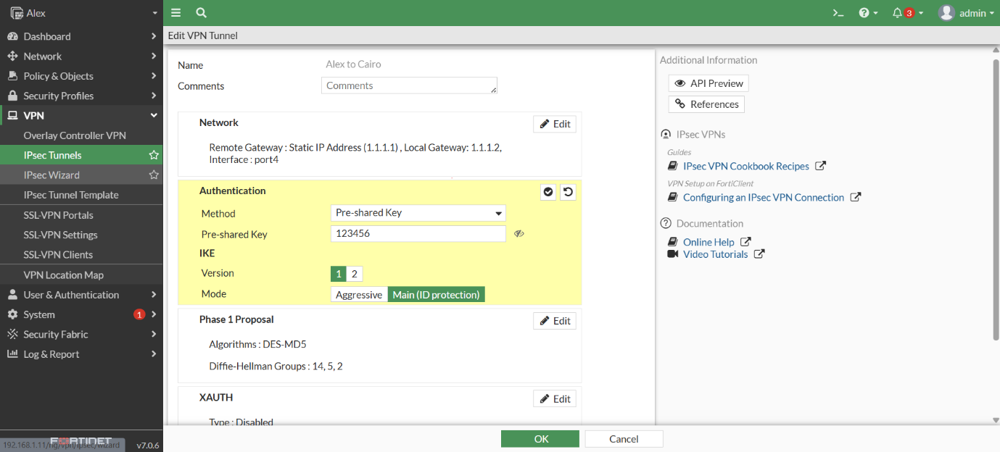 Alex
Dashboard
Network
Policy & Objects
Security Profiles
VPN
Overlay Controller VPN
IPsec Tunnels
IPsec Wizard
IPsec Tunnel Template
SSL-VPN Portals
SSL-VPN Settings
SSL-VPN Clients
VPN Location Map
User & Authentication
System 1
Security Fabric
Log & Report
FORTINET
192.168.1.11/ng/vpn/ipsec/wizard
v7.0.6
3 admin
Edit VPN Tunnel
Name Alex to Cairo
Comments Comments
Network Edit
Remote Gateway : Static IP Address (1.1.1.1) , Local Gateway: 1.1.1.2,
Interface : port4
Authentication
Method Pre-shared Key
Pre-shared Key 123456
IKE
Version 1 2
Mode Aggressive Main (ID protection)
Phase 1 Proposal Edit
Algorithms : DES-MD5
Diffie-Hellman Groups : 14, 5, 2
XAUTH Edit
Type : Disabled
OK Cancel
Additional Information
API Preview
References
IPsec VPNs
Guides
IPsec VPN Cookbook Recipes
VPN Setup on FortiClient
Configuring an IPsec VPN Connection
Documentation
Online Help
Video Tutorials